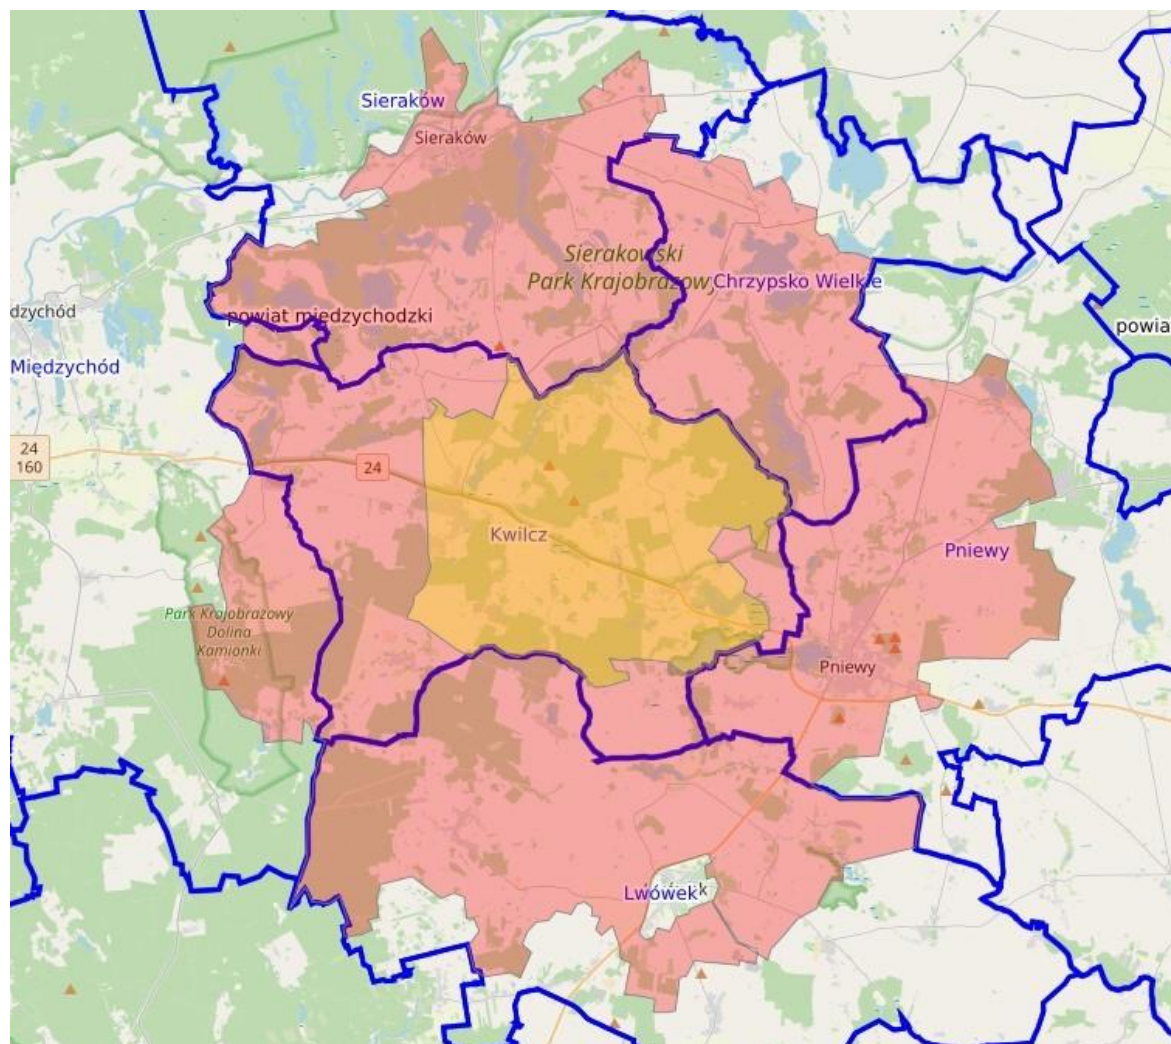 Sieraków
Sieraków
Sierakowski
Park Krajobrazowy
Chrzypsko Wielkie
dzychód
powiat międzychodzki
powia
Międzychód
24
160
24
Kwilcz
Pniewy
Park Krajobrazowy
Dolina
Kamionki
Pniewy
Lwówek
k